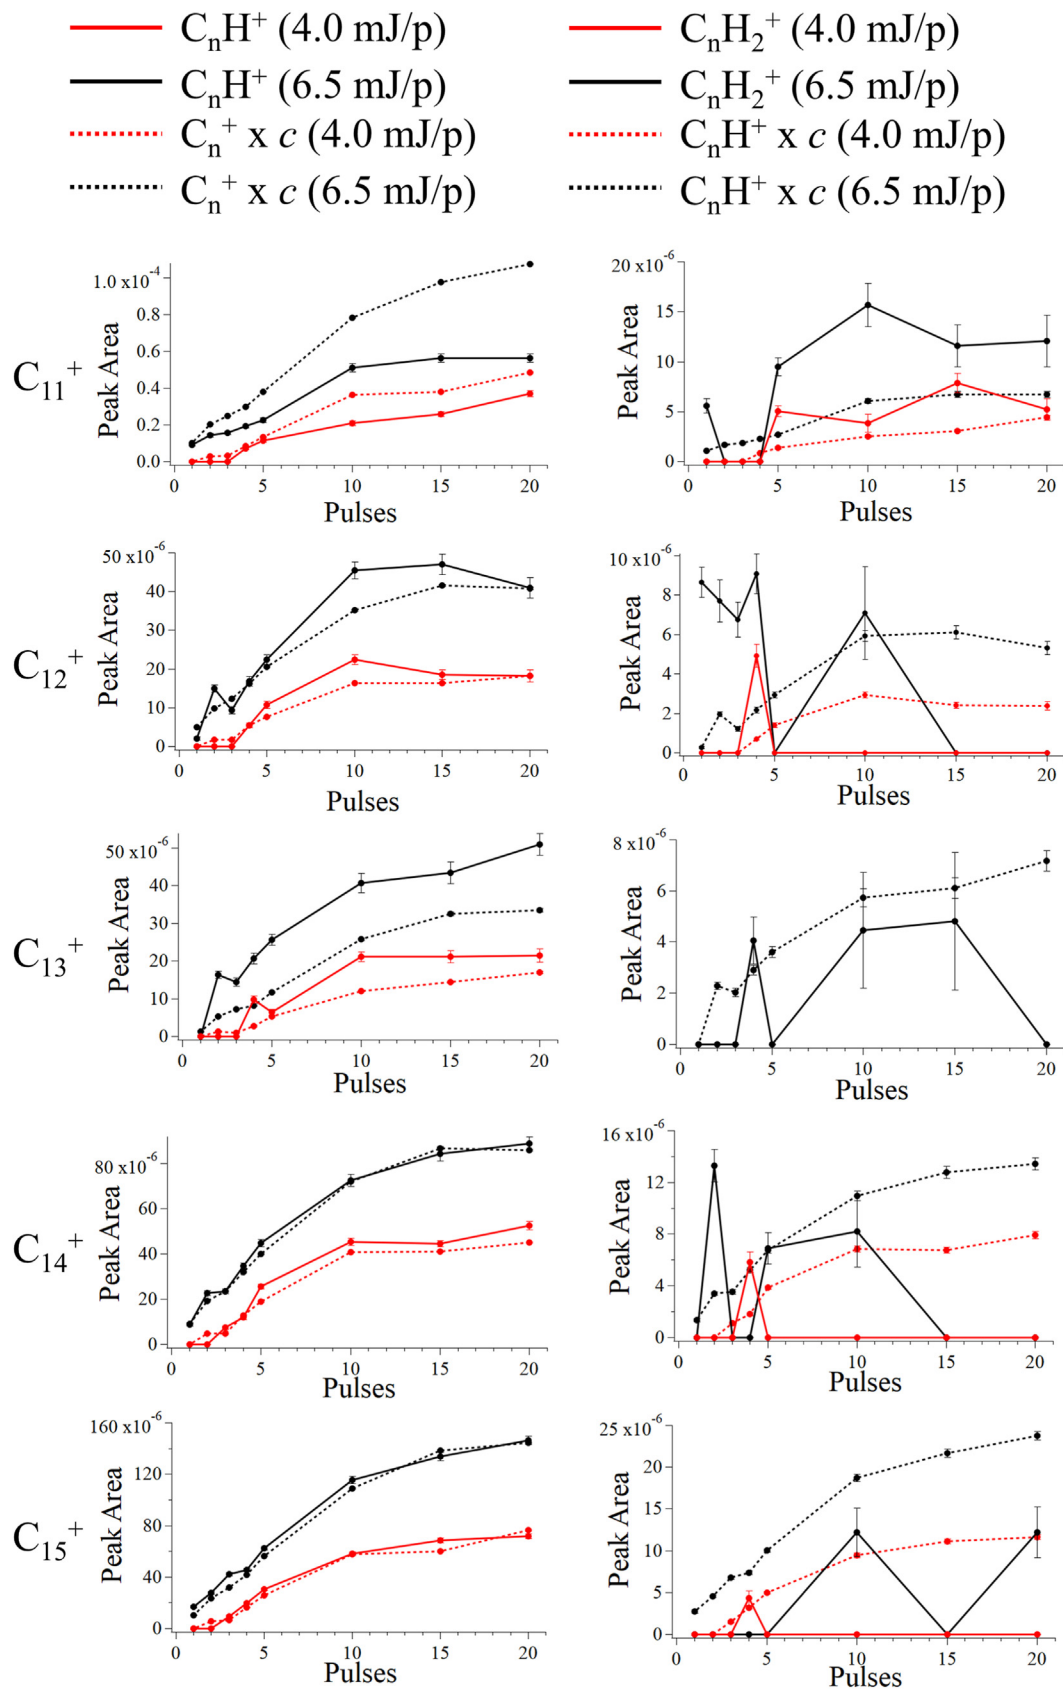 CₙH⁺ (4.0 mJ/p)
CₙH₂⁺ (4.0 mJ/p)
CₙH⁺ (6.5 mJ/p)
CₙH₂⁺ (6.5 mJ/p)
Cₙ⁺ x c (4.0 mJ/p)
CₙH⁺ x c (4.0 mJ/p)
Cₙ⁺ x c (6.5 mJ/p)
CₙH⁺ x c (6.5 mJ/p)
C₁₁⁺
Peak Area
1.0 x10⁻⁴
0.8
0.6
0.4
0.2
0.0
0 5 10 15 20
Pulses
Peak Area
20 x10⁻⁶
15
10
5
0
0 5 10 15 20
Pulses
C₁₂⁺
Peak Area
50 x10⁻⁶
40
30
20
10
0
0 5 10 15 20
Pulses
Peak Area
10 x10⁻⁶
8
6
4
2
0
0 5 10 15 20
Pulses
C₁₃⁺
Peak Area
50 x10⁻⁶
40
30
20
10
0
0 5 10 15 20
Pulses
Peak Area
8 x10⁻⁶
6
4
2
0
0 5 10 15 20
Pulses
C₁₄⁺
Peak Area
80 x10⁻⁶
60
40
20
0
0 5 10 15 20
Pulses
Peak Area
16 x10⁻⁶
12
8
4
0
0 5 10 15 20
Pulses
C₁₅⁺
Peak Area
160 x10⁻⁶
120
80
40
0
0 5 10 15 20
Pulses
Peak Area
25 x10⁻⁶
20
15
10
5
0
0 5 10 15 20
Pulses